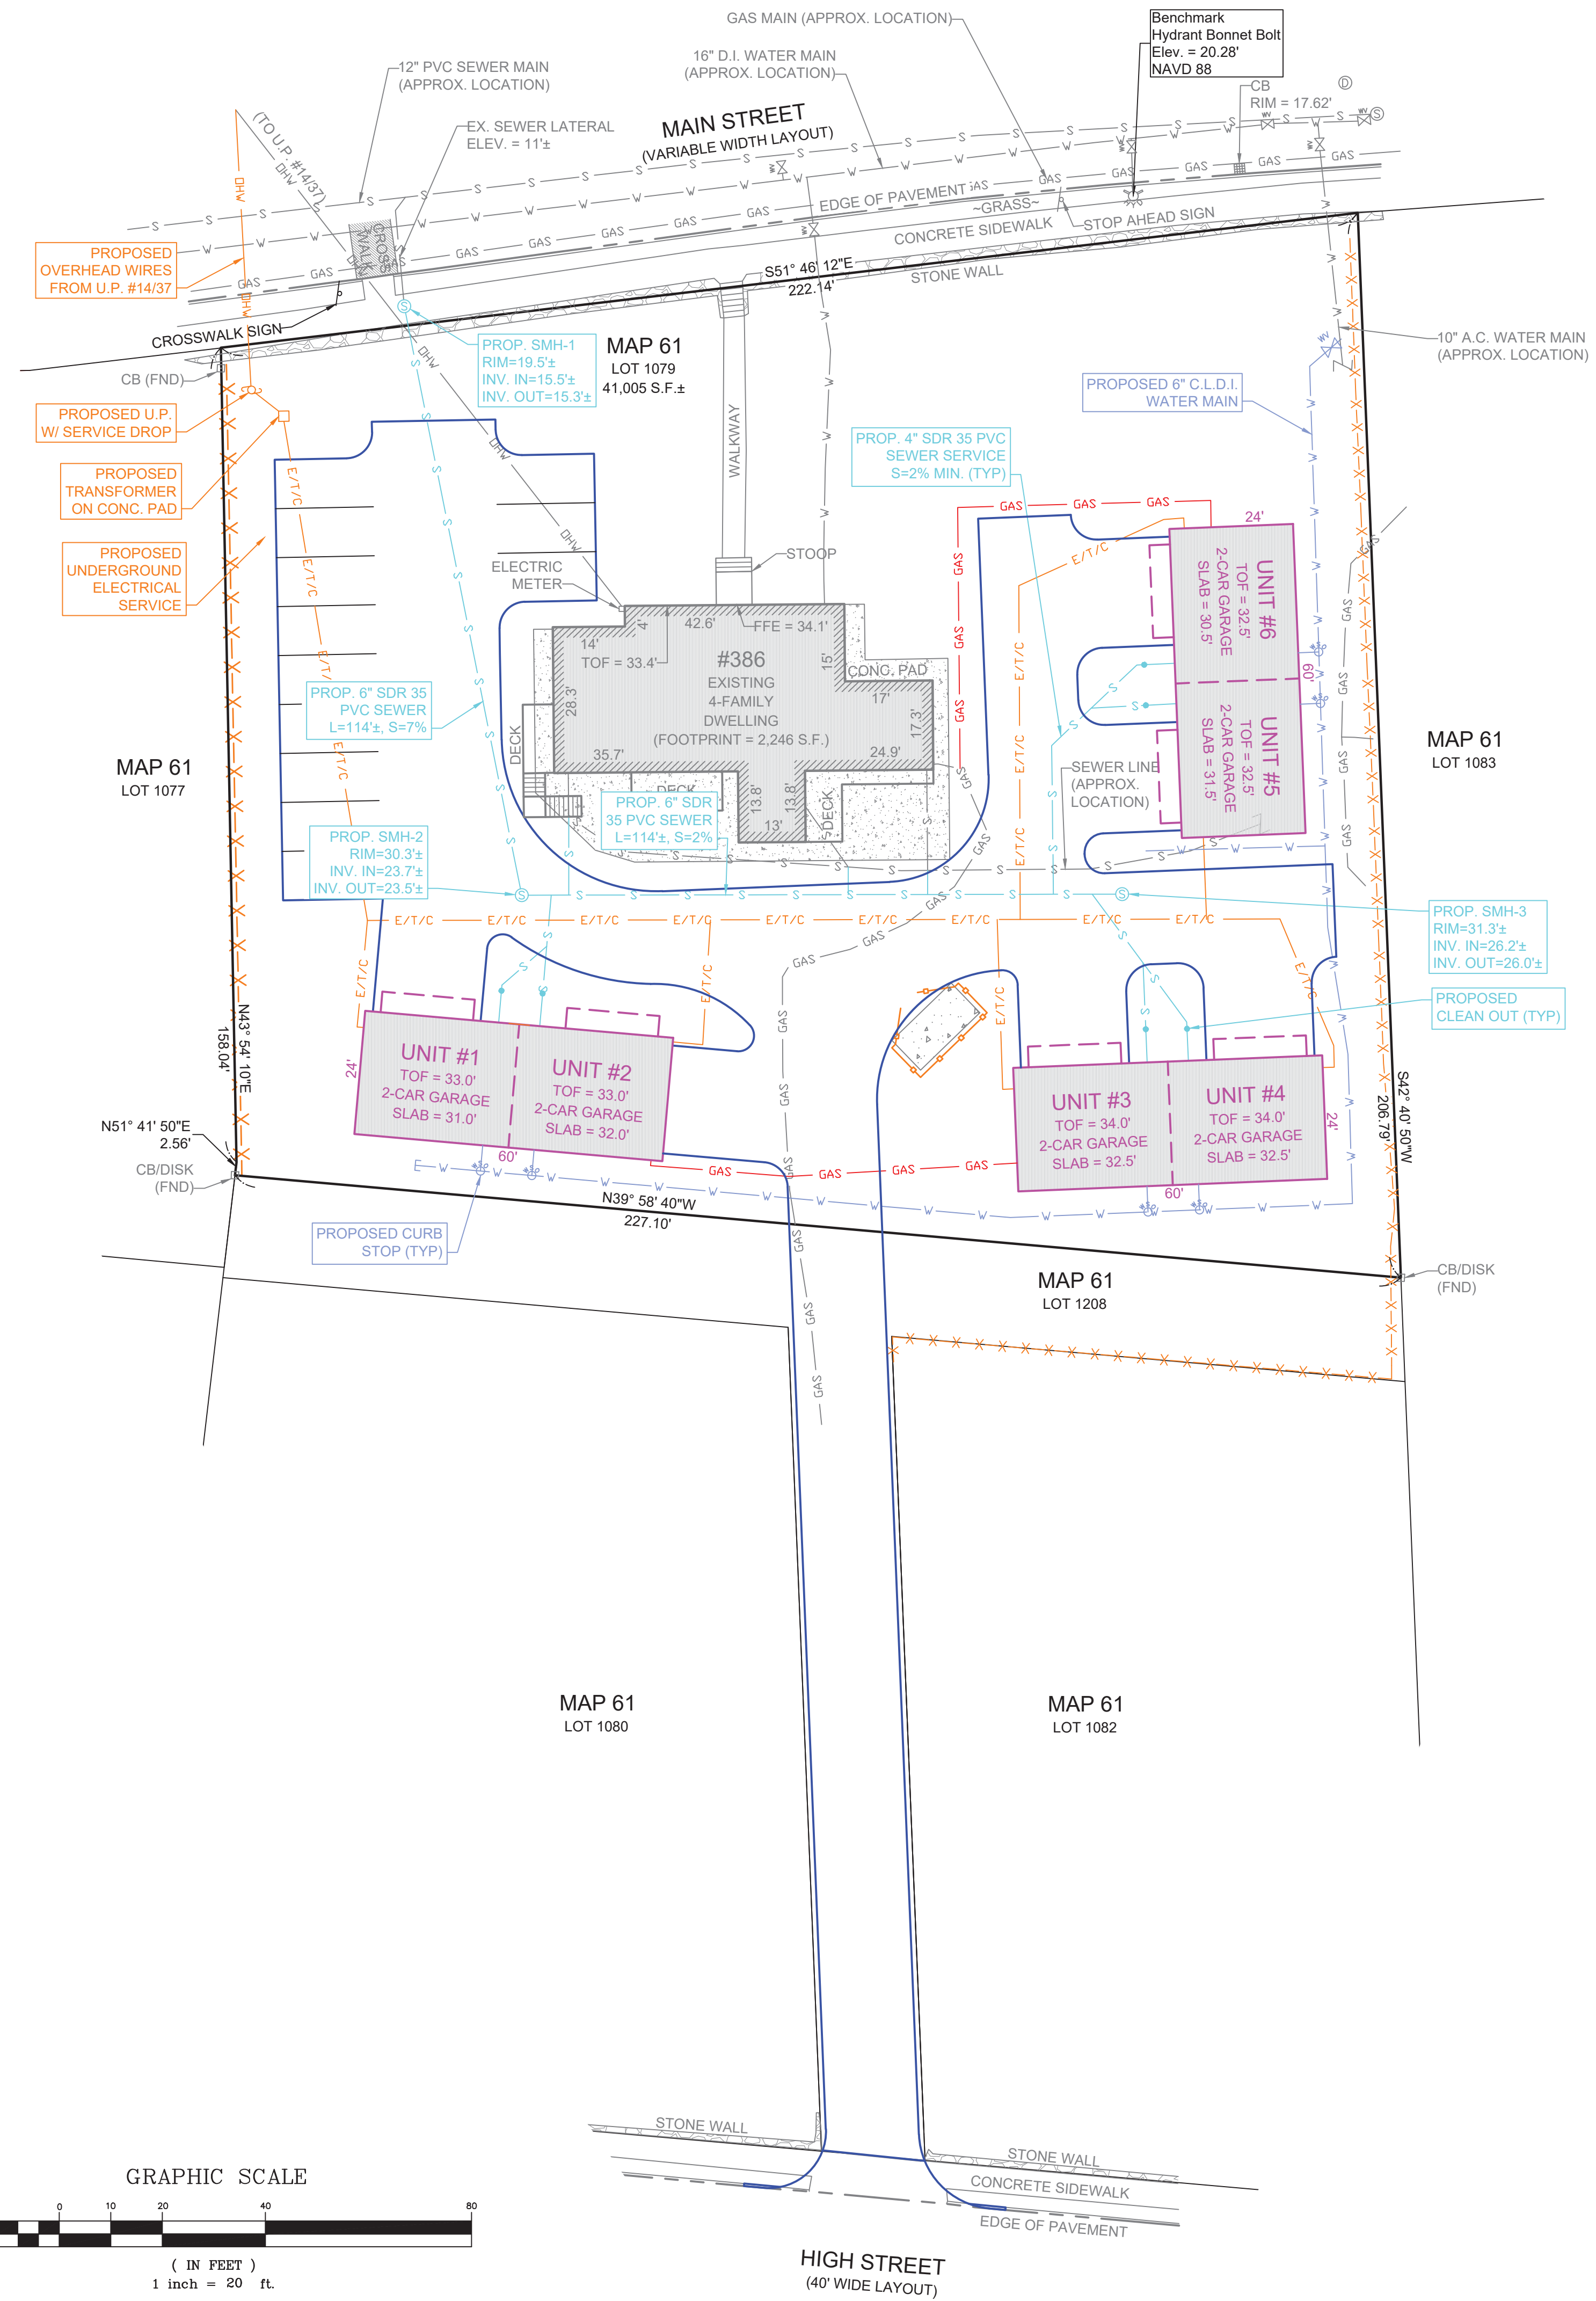 GAS MAIN (APPROX. LOCATION)
Benchmark
Hydrant Bonnet Bolt
Elev. = 20.28'
NAVD 88
12" PVC SEWER MAIN
(APPROX. LOCATION)
16" D.I. WATER MAIN
(APPROX. LOCATION)
CB
RIM = 17.62'
D
S
(TO U.P. #14/37)
EX. SEWER LATERAL
ELEV. = 11'±
MAIN STREET
(VARIABLE WIDTH LAYOUT)
EDGE OF PAVEMENT
~GRASS~
CONCRETE SIDEWALK
STOP AHEAD SIGN
CROSS
WALK
PROPOSED
OVERHEAD WIRES
FROM U.P. #14/37
S51° 46' 12"E
222.14'
STONE WALL
CROSSWALK SIGN
PROP. SMH-1
RIM=19.5'±
INV. IN=15.5'±
INV. OUT=15.3'±
MAP 61
LOT 1079
41,005 S.F.±
10" A.C. WATER MAIN
(APPROX. LOCATION)
CB (FND)
PROPOSED 6" C.L.D.I.
WATER MAIN
PROPOSED U.P.
W/ SERVICE DROP
WALKWAY
PROP. 4" SDR 35 PVC
SEWER SERVICE
S=2% MIN. (TYP)
PROPOSED
TRANSFORMER
ON CONC. PAD
PROPOSED
UNDERGROUND
ELECTRICAL
SERVICE
STOOP
ELECTRIC
METER
24'
UNIT #6
TOF = 32.5'
2-CAR GARAGE
SLAB = 30.5'
60'
UNIT #5
TOF = 32.5'
2-CAR GARAGE
SLAB = 31.5'
42.6'
4'
14'
FFE = 34.1'
TOF = 33.4'
15'
#386
EXISTING
4-FAMILY
DWELLING
(FOOTPRINT = 2,246 S.F.)
CONC. PAD
17'
17.3'
28.3'
35.7'
24.9'
DECK
DECK
13.8'
13.8'
13'
DECK
PROP. 6" SDR 35
PVC SEWER
L=114'±, S=7%
PROP. 6" SDR
35 PVC SEWER
L=114'±, S=2%
MAP 61
LOT 1077
SEWER LINE
(APPROX.
LOCATION)
MAP 61
LOT 1083
PROP. SMH-2
RIM=30.3'±
INV. IN=23.7'±
INV. OUT=23.5'±
PROP. SMH-3
RIM=31.3'±
INV. IN=26.2'±
INV. OUT=26.0'±
PROPOSED
CLEAN OUT (TYP)
N43° 54' 10"E
158.04'
24'
UNIT #1
TOF = 33.0'
2-CAR GARAGE
SLAB = 31.0'
UNIT #2
TOF = 33.0'
2-CAR GARAGE
SLAB = 32.0'
60'
UNIT #3
TOF = 34.0'
2-CAR GARAGE
SLAB = 32.5'
UNIT #4
TOF = 34.0'
2-CAR GARAGE
SLAB = 32.5'
24'
60'
S42° 40' 50"W
206.79'
N51° 41' 50"E
2.56'
CB/DISK
(FND)
N39° 58' 40"W
227.10'
PROPOSED CURB
STOP (TYP)
CB/DISK
(FND)
MAP 61
LOT 1208
MAP 61
LOT 1080
MAP 61
LOT 1082
STONE WALL
STONE WALL
CONCRETE SIDEWALK
EDGE OF PAVEMENT
HIGH STREET
(40' WIDE LAYOUT)
GRAPHIC SCALE
0 10 20 40 80
( IN FEET )
1 inch = 20 ft.